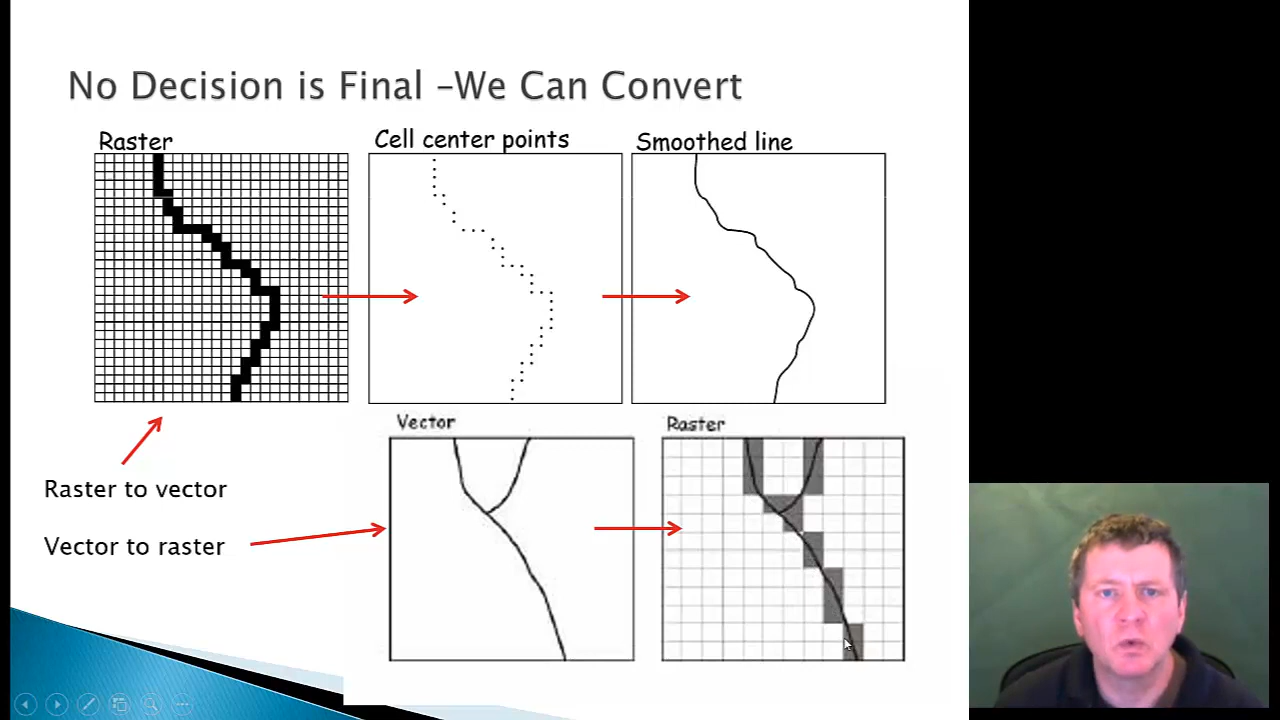 No Decision is Final –We Can Convert
Raster
Cell center points
Smoothed line
Vector
Raster
Raster to vector
Vector to raster